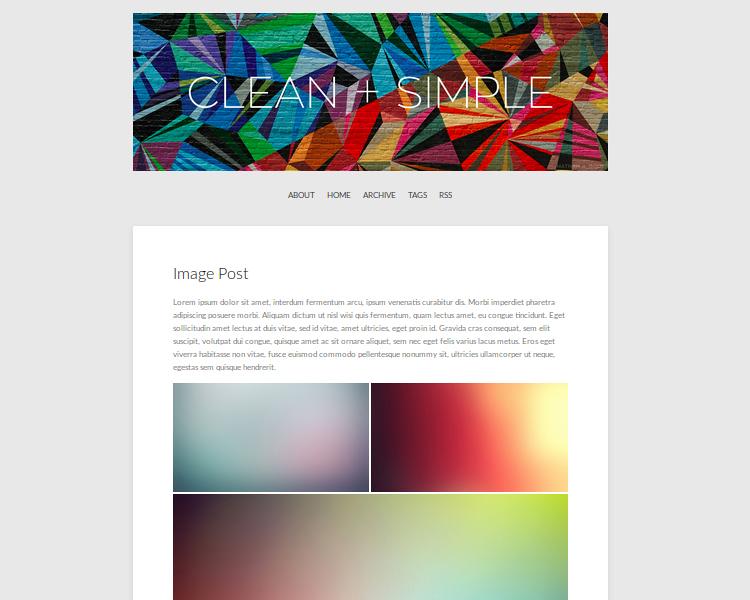 CLEAN + SIMPLE
ABOUT HOME ARCHIVE TAGS RSS
Image Post
Lorem ipsum dolor sit amet, interdum fermentum arcu, ipsum venenatis curabitur dis. Morbi imperdiet pharetra
adipiscing posuere morbi. Aliquam dictum ut nisl wisi quis fermentum, quam lectus amet, eu congue tincidunt. Eget
sollicitudin amet lectus at duis vitae, sed id vitae, amet ultricies, eget proin id. Gravida cras consequat, sem elit
suscipit, volutpat dui congue, quisque amet ac sit ornare aliquet, sem nec eget felis varius lacus metus. Eros eget
viverra habitasse non vitae, fusce euismod commodo pellentesque nonummy sit, ultricies ullamcorper ut neque,
egestas sem quisque hendrerit.